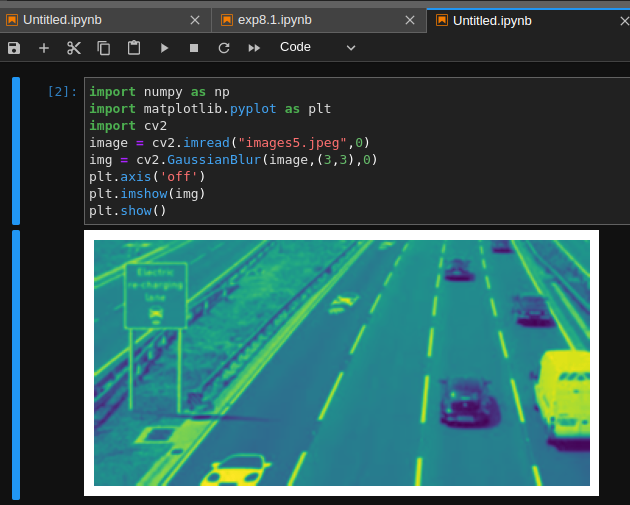 Untitled.ipynb
exp8.1.ipynb
Untitled.ipynb
Code
[2]:
import numpy as np
import matplotlib.pyplot as plt
import cv2
image = cv2.imread("images5.jpeg",0)
img = cv2.GaussianBlur(image,(3,3),0)
plt.axis('off')
plt.imshow(img)
plt.show()
Electric
re-charging
lane